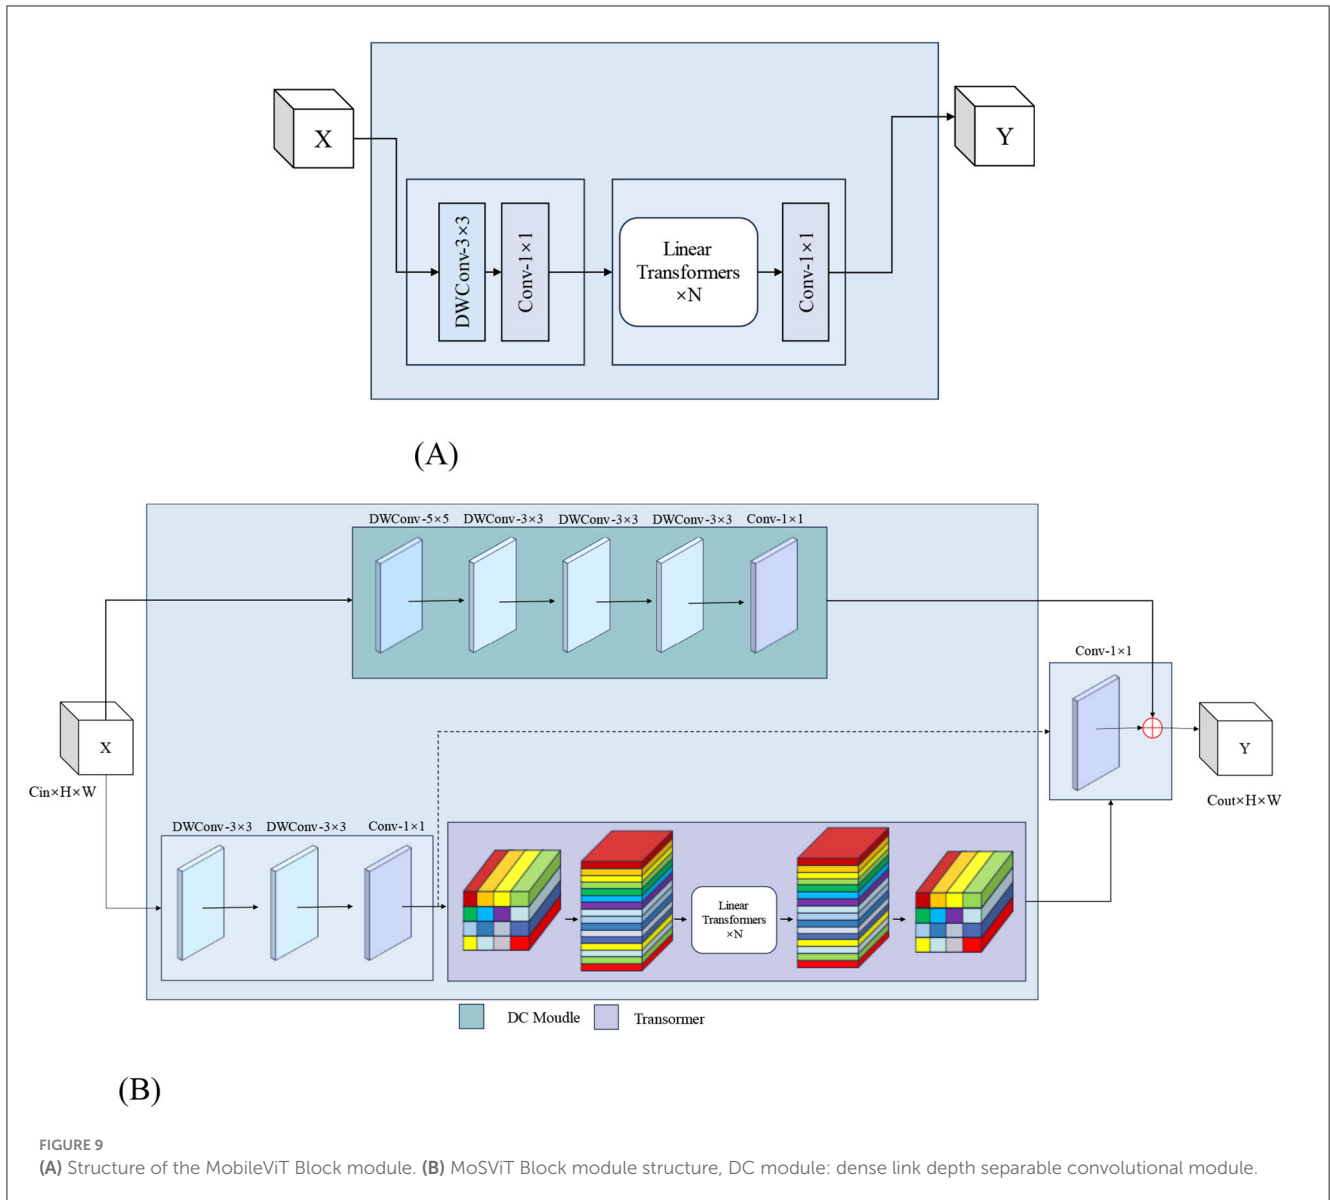 X
Y
DWConv-3×3
Conv-1×1
Linear
Transformers
×N
Conv-1×1
(A)
DWConv-5×5 DWConv-3×3 DWConv-3×3 DWConv-3×3 Conv-1×1
Conv-1×1
X
Y
Cin×H×W
Cout×H×W
DWConv-3×3 DWConv-3×3 Conv-1×1
Linear
Transformers
×N
DC Moudle Transormer
(B)
FIGURE 9
(A) Structure of the MobileViT Block module. (B) MoSViT Block module structure, DC module: dense link depth separable convolutional module.